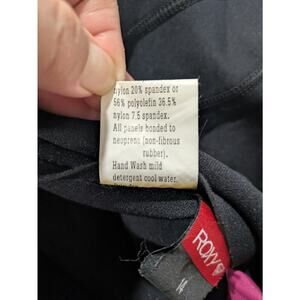 nylon 20% spandex or
56% polyolefin 36.5%
nylon 7.5 spandex.
All panels bonded to
neoprene (non-fibrous
rubber).
Hand Wash mild
detergent cool water.
ROXY
14